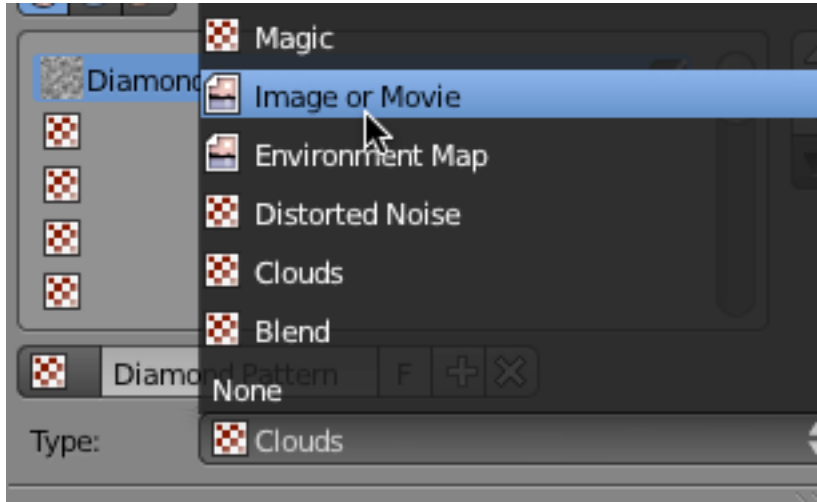 Magic
Diamond
Image or Movie
Environment Map
Distorted Noise
Clouds
Blend
Diamond Pattern F
None
Type: Clouds